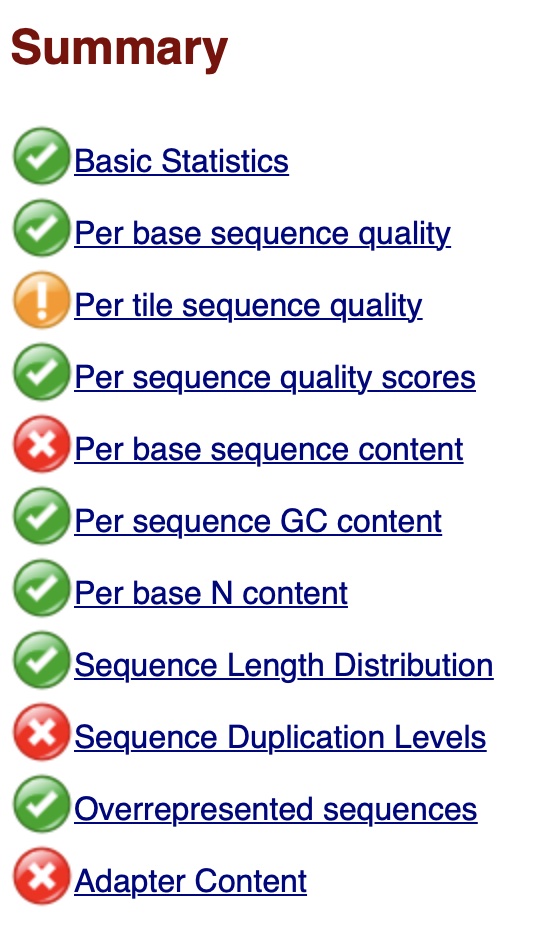 Summary
Basic Statistics
Per base sequence quality
Per tile sequence quality
Per sequence quality scores
Per base sequence content
Per sequence GC content
Per base N content
Sequence Length Distribution
Sequence Duplication Levels
Overrepresented sequences
Adapter Content